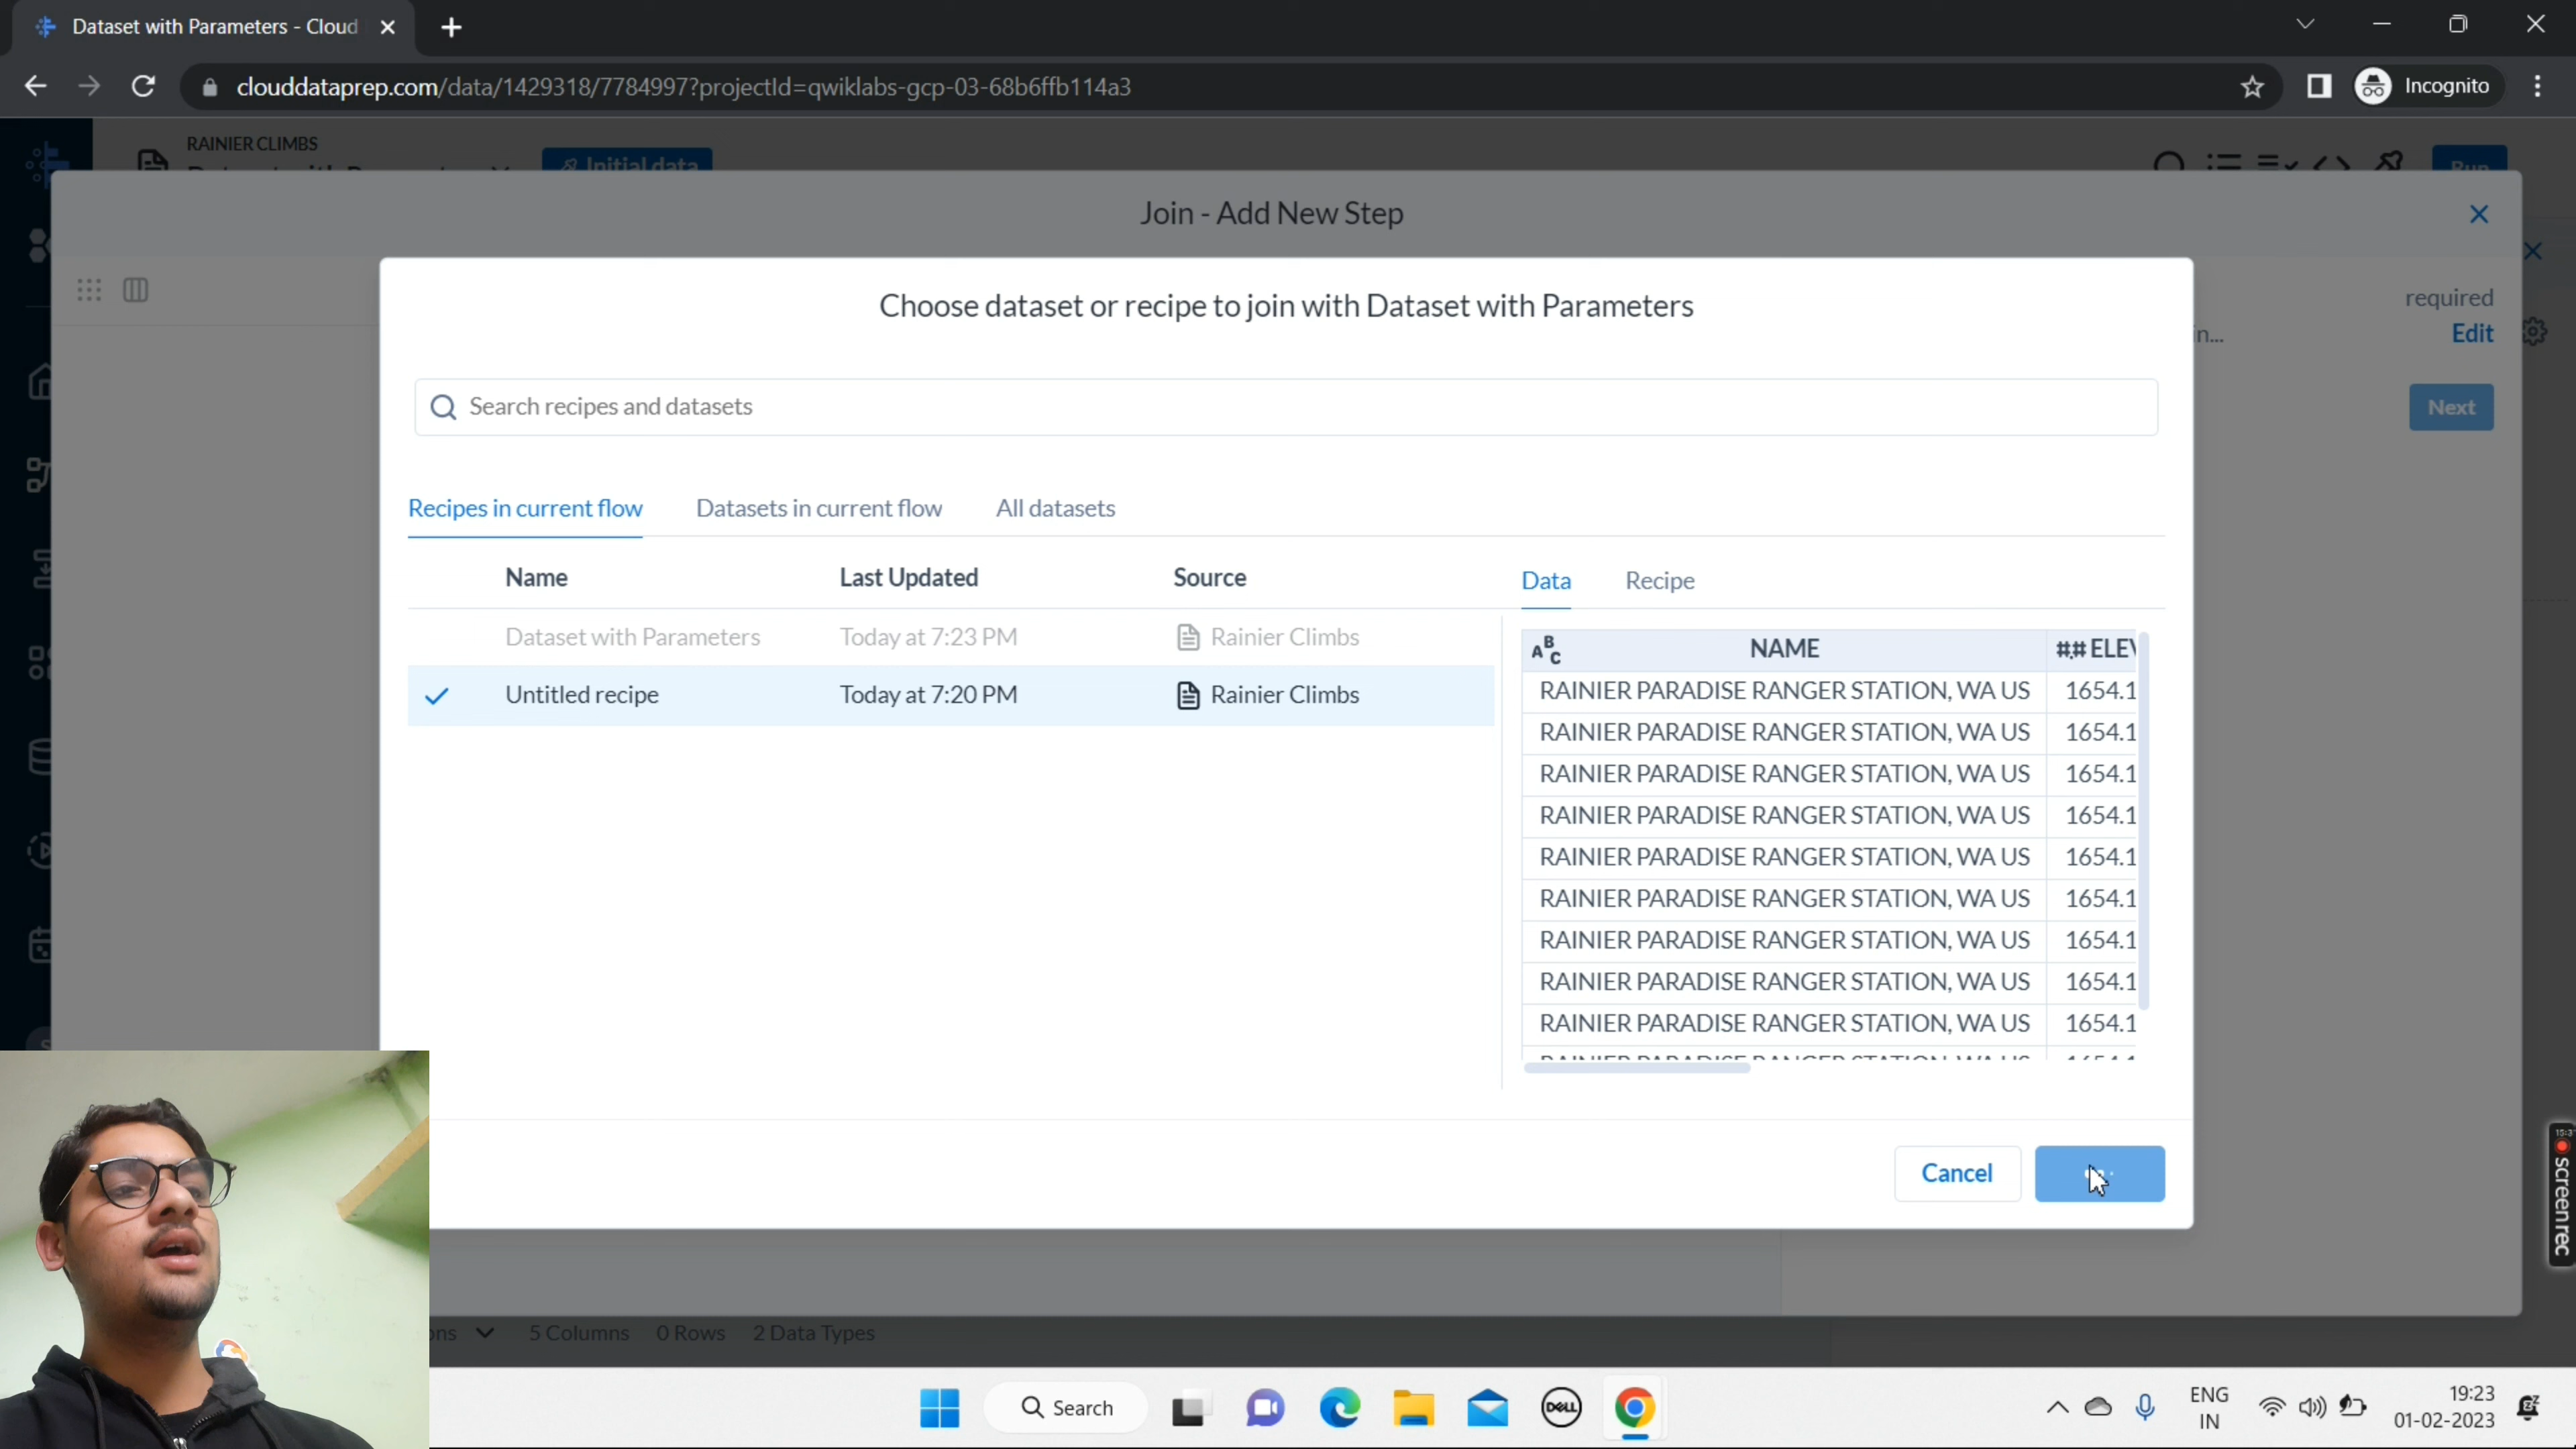 Dataset with Parameters - Cloud
clouddataprep.com/data/1429318/7784997?projectId=qwiklabs-gcp-03-68b6ffb114a3
Incognito
RAINIER CLIMBS
Initial data
Run
Join - Add New Step
required
Edit
Next
Choose dataset or recipe to join with Dataset with Parameters
Search recipes and datasets
Recipes in current flow Datasets in current flow All datasets
Name Last Updated Source
Dataset with Parameters Today at 7:23 PM Rainier Climbs
Untitled recipe Today at 7:20 PM Rainier Climbs
Data Recipe
ABC NAME #.# ELEV
RAINIER PARADISE RANGER STATION, WA US 1654.1
RAINIER PARADISE RANGER STATION, WA US 1654.1
RAINIER PARADISE RANGER STATION, WA US 1654.1
RAINIER PARADISE RANGER STATION, WA US 1654.1
RAINIER PARADISE RANGER STATION, WA US 1654.1
RAINIER PARADISE RANGER STATION, WA US 1654.1
RAINIER PARADISE RANGER STATION, WA US 1654.1
RAINIER PARADISE RANGER STATION, WA US 1654.1
RAINIER PARADISE RANGER STATION, WA US 1654.1
Cancel
screenrec
5 Columns 0 Rows 2 Data Types
Search
DELL
ENG
IN
19:23
01-02-2023